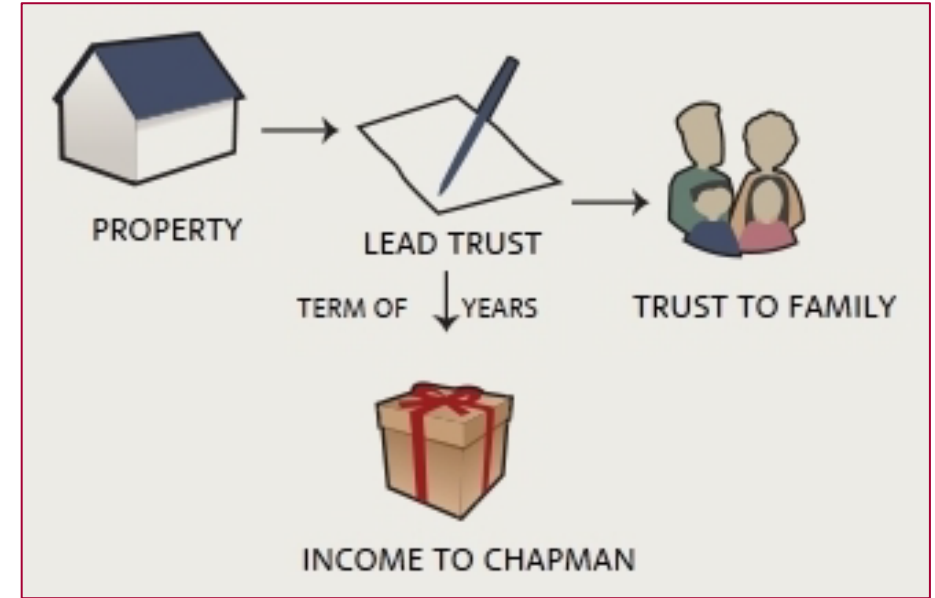 PROPERTY
LEAD TRUST
TERM OF YEARS
TRUST TO FAMILY
INCOME TO CHAPMAN